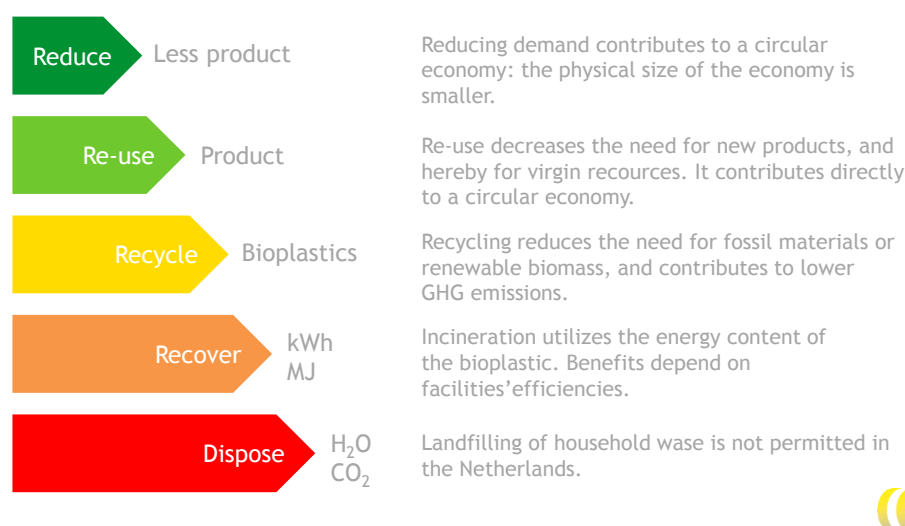 Reduce
Less product
Reducing demand contributes to a circular
economy: the physical size of the economy is
smaller.
Re-use
Product
Re-use decreases the need for new products, and
hereby for virgin recources. It contributes directly
to a circular economy.
Recycle
Bioplastics
Recycling reduces the need for fossil materials or
renewable biomass, and contributes to lower
GHG emissions.
Recover
kWh
MJ
Incineration utilizes the energy content of
the bioplastic. Benefits depend on
facilities’efficiencies.
Dispose
H₂O
CO₂
Landfilling of household wase is not permitted in
the Netherlands.